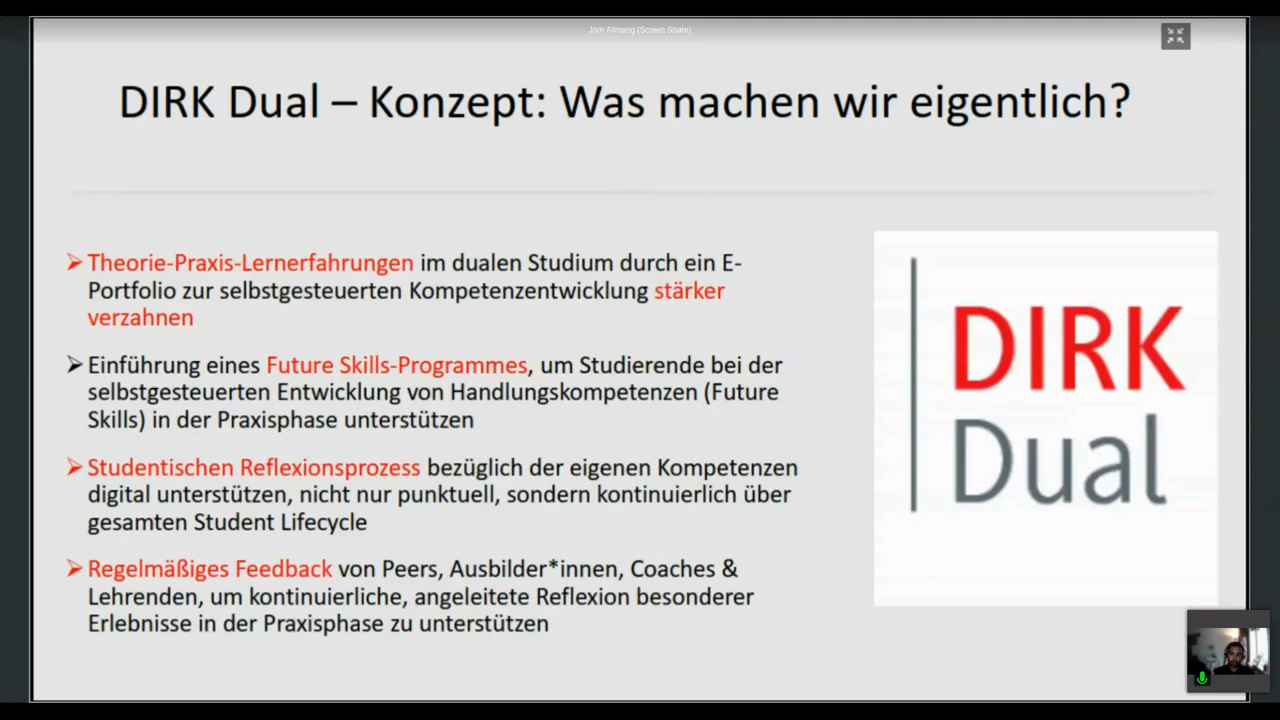 Jörn Allmang (Screen Share)
DIRK Dual – Konzept: Was machen wir eigentlich?
Theorie-Praxis-Lernerfahrungen im dualen Studium durch ein E-
Portfolio zur selbstgesteuerten Kompetenzentwicklung stärker
verzahnen
Einführung eines Future Skills-Programmes, um Studierende bei der
selbstgesteuerten Entwicklung von Handlungskompetenzen (Future
Skills) in der Praxisphase unterstützen
Studentischen Reflexionsprozess bezüglich der eigenen Kompetenzen
digital unterstützen, nicht nur punktuell, sondern kontinuierlich über
gesamten Student Lifecycle
Regelmäßiges Feedback von Peers, Ausbilder*innen, Coaches &
Lehrenden, um kontinuierliche, angeleitete Reflexion besonderer
Erlebnisse in der Praxisphase zu unterstützen
DIRK
Dual